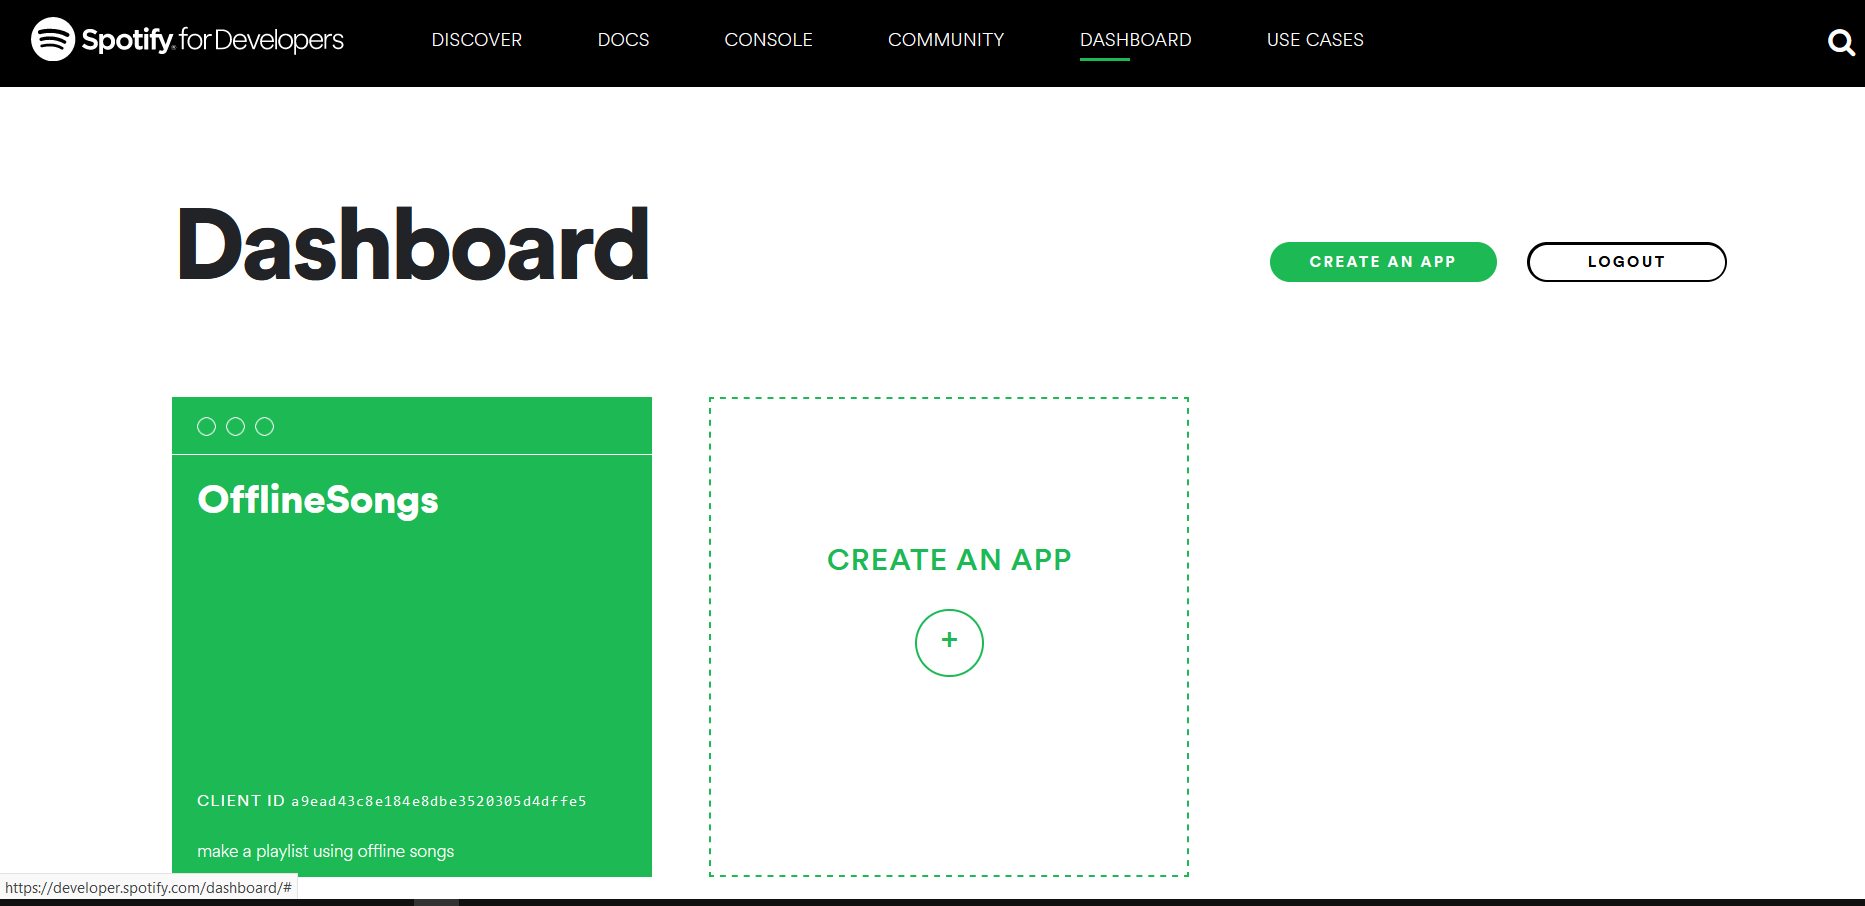 Spotify® for Developers
DISCOVER DOCS CONSOLE COMMUNITY DASHBOARD USE CASES
Dashboard
CREATE AN APP LOGOUT
OfflineSongs
CREATE AN APP
+
CLIENT ID a9ead43c8e184e8dbe3520305d4dffe5
make a playlist using offline songs
https://developer.spotify.com/dashboard/#